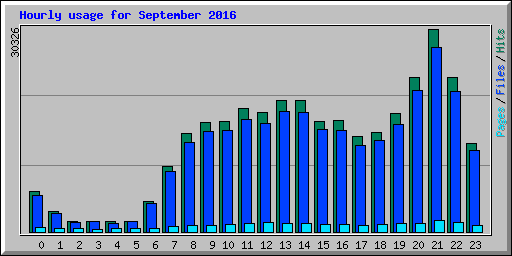 Hourly usage for September 2016
30326
Pages/Files/Hits
0 1 2 3 4 5 6 7 8 9 10 11 12 13 14 15 16 17 18 19 20 21 22 23